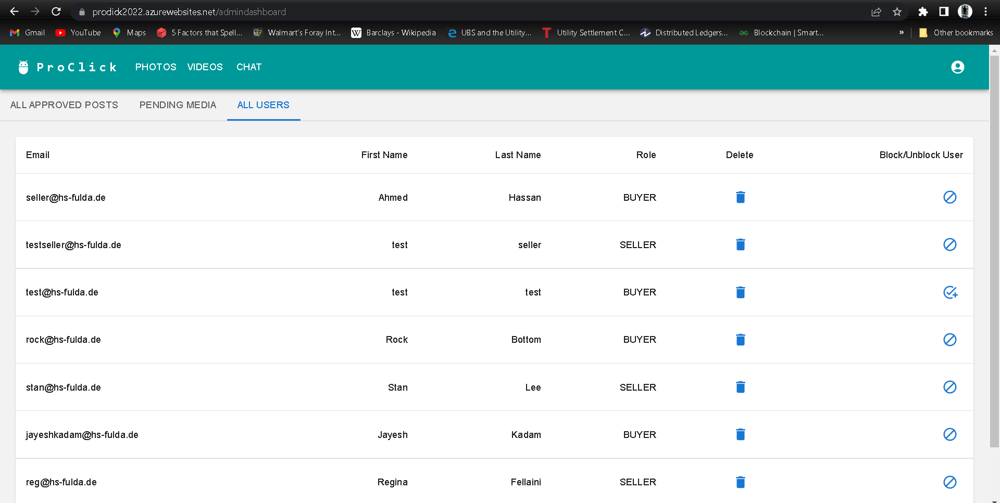 prodick2022.azurewebsites.net/admindashboard
Gmail YouTube Maps 5 Factors that Spell... Walmart's Foray Int... W Barclays - Wikipedia UBS and the Utility... T Utility Settlement C... Distributed Ledgers... Blockchain | Smart... » Other bookmarks
ProClick PHOTOS VIDEOS CHAT
ALL APPROVED POSTS PENDING MEDIA ALL USERS
Email First Name Last Name Role Delete Block/Unblock User
seller@hs-fulda.de Ahmed Hassan BUYER
testseller@hs-fulda.de test seller SELLER
test@hs-fulda.de test test BUYER
rock@hs-fulda.de Rock Bottom BUYER
stan@hs-fulda.de Stan Lee SELLER
jayeshkadam@hs-fulda.de Jayesh Kadam BUYER
reg@hs-fulda.de Regina Fellaini SELLER